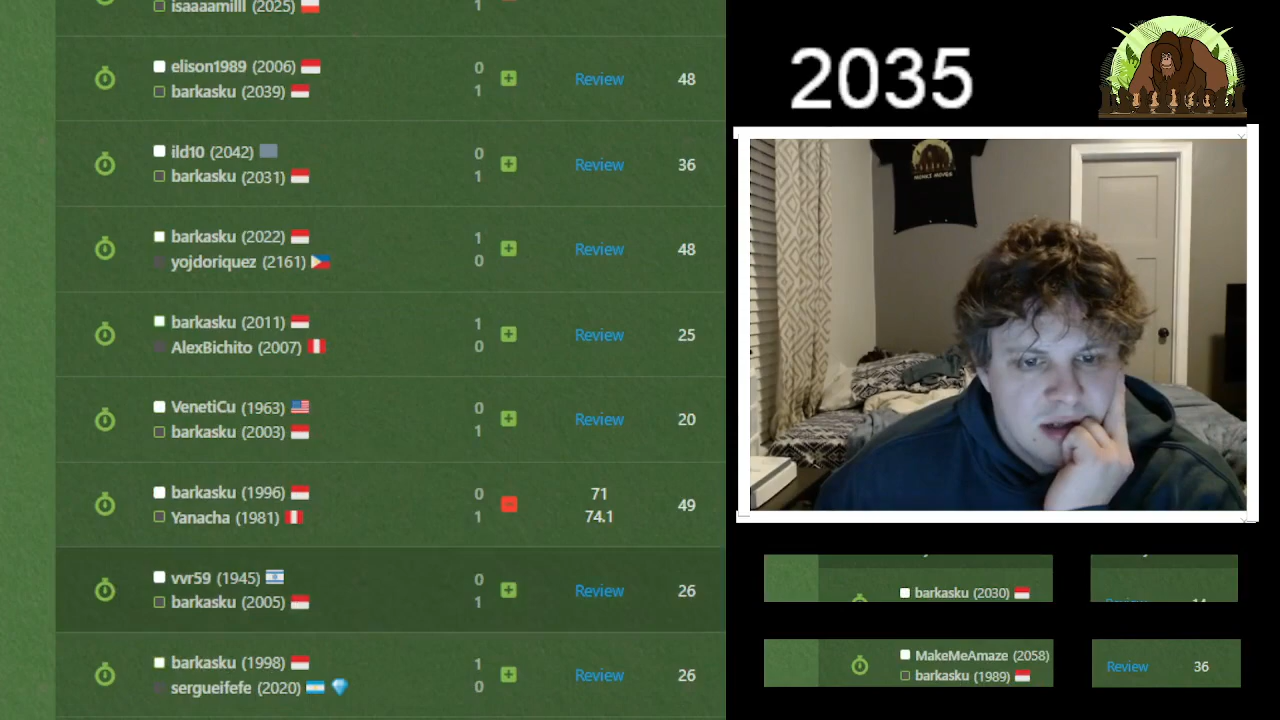 isaaaamilll (2025)
1
elison1989 (2006) 0
barkasku (2039) 1
Review 48
ild10 (2042) 0
barkasku (2031) 1
Review 36
barkasku (2022) 1
yojdoriquez (2161) 0
Review 48
barkasku (2011) 1
AlexBichito (2007) 0
Review 25
VenetiCu (1963) 0
barkasku (2003) 1
Review 20
barkasku (1996) 0 71
Yanacha (1981) 1 74.1
49
vvr59 (1945) 0
barkasku (2005) 1
Review 26
barkasku (1998) 1
sergueifefe (2020) 0
Review 26
2035
MONKI MOVES
barkasku (2030)
MakeMeAmaze (2058)
barkasku (1989)
Review 36